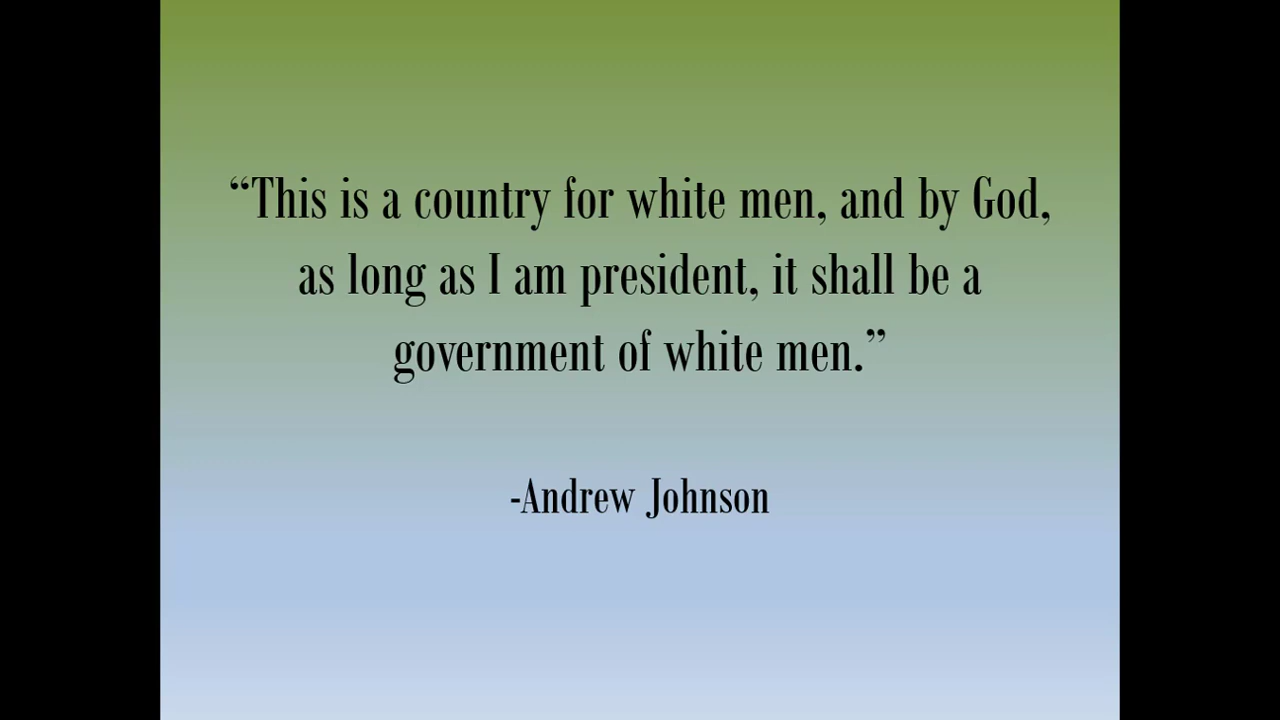 “This is a country for white men, and by God,
as long as I am president, it shall be a
government of white men.”
-Andrew Johnson